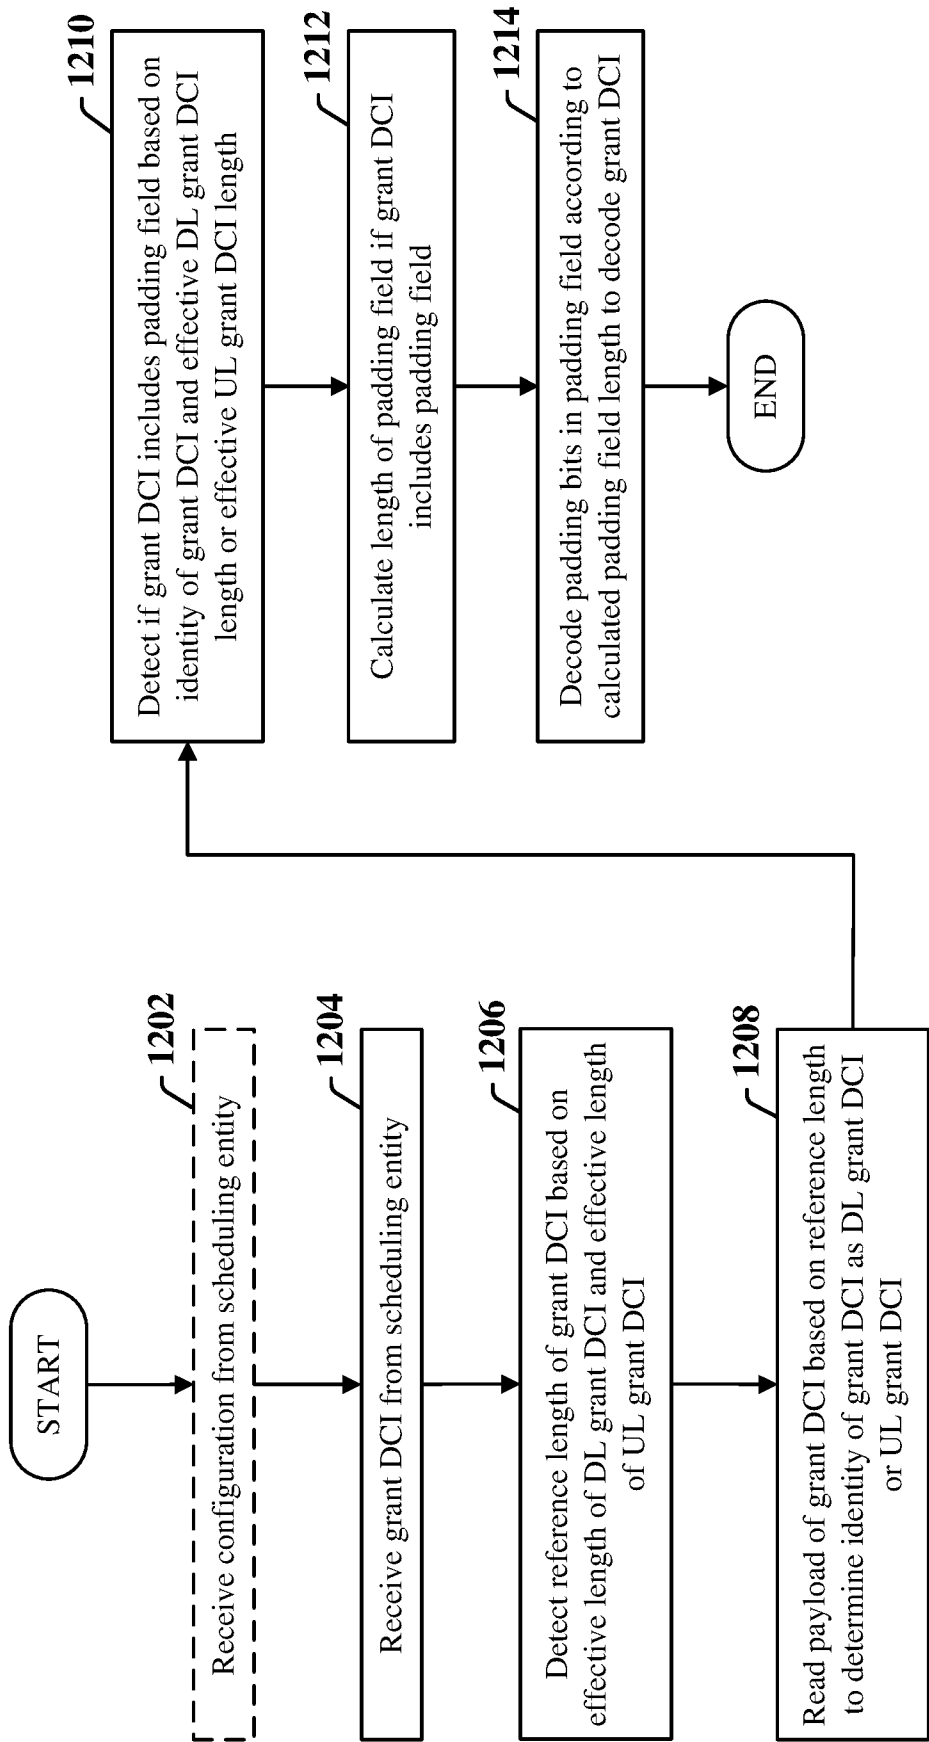 START
1202
Receive configuration from scheduling entity
1204
Receive grant DCI from scheduling entity
1206
Detect reference length of grant DCI based on
effective length of DL grant DCI and effective length
of UL grant DCI
1208
Read payload of grant DCI based on reference length
to determine identity of grant DCI as DL grant DCI
or UL grant DCI
1210
Detect if grant DCI includes padding field based on
identity of grant DCI and effective DL grant DCI
length or effective UL grant DCI length
1212
Calculate length of padding field if grant DCI
includes padding field
1214
Decode padding bits in padding field according to
calculated padding field length to decode grant DCI
END